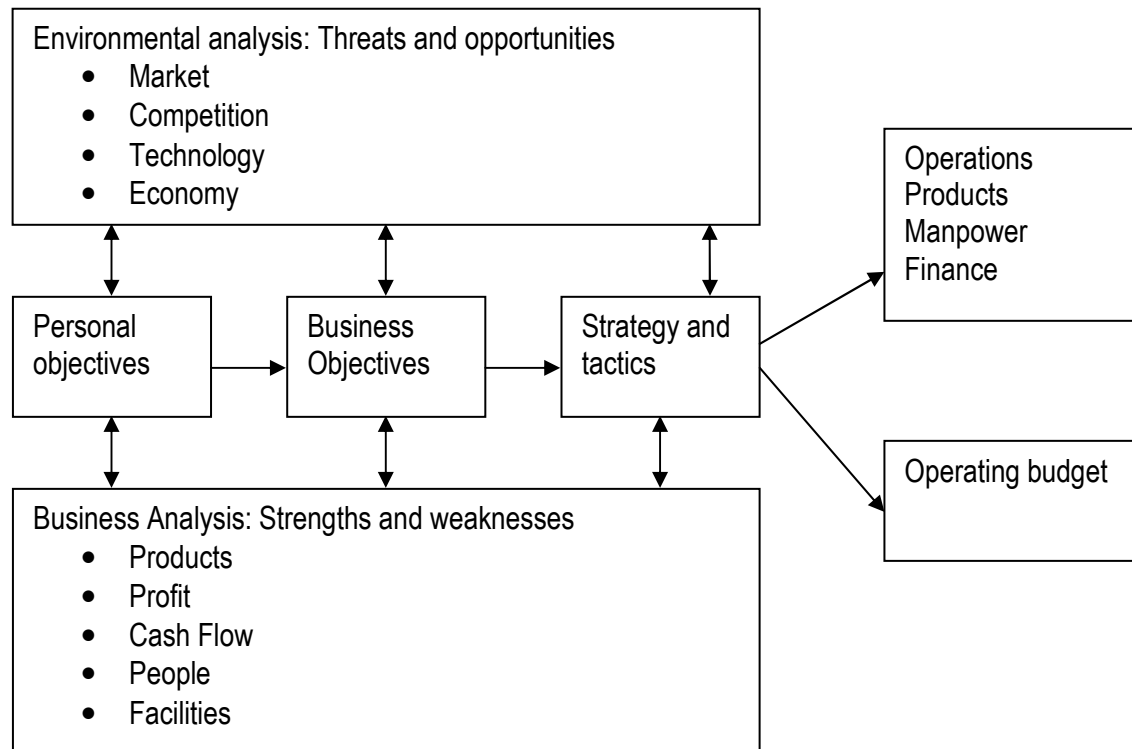 Environmental analysis: Threats and opportunities
• Market
• Competition
• Technology
• Economy
Operations
Products
Manpower
Finance
Personal
objectives
Business
Objectives
Strategy and
tactics
Operating budget
Business Analysis: Strengths and weaknesses
• Products
• Profit
• Cash Flow
• People
• Facilities